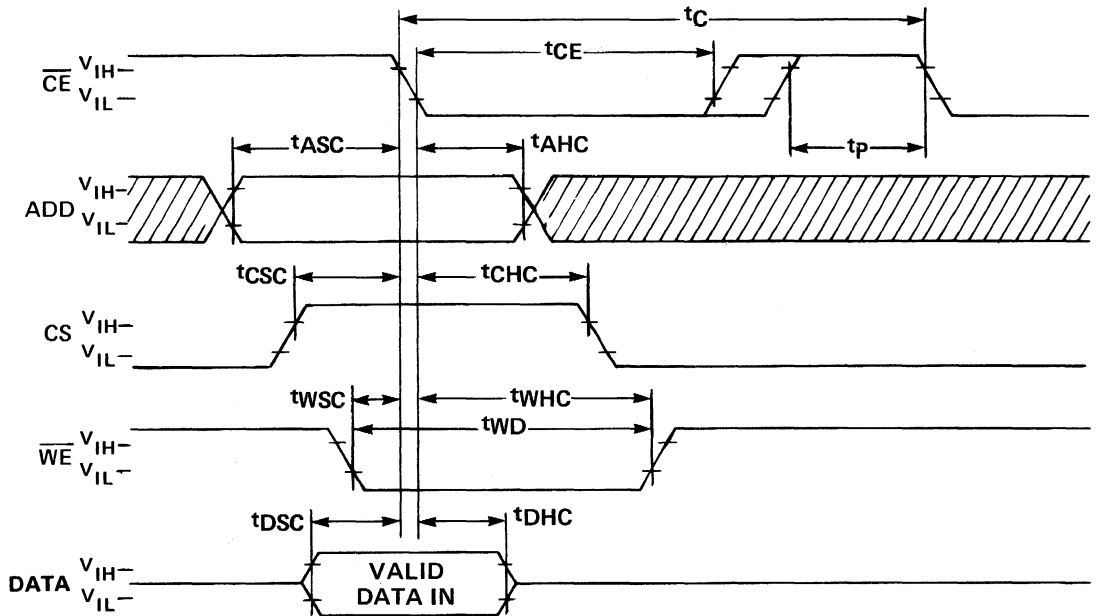 tC
CE VIH
VIL
tCE
tP
tASC
tAHC
ADD VIH
VIL
tCSC
tCHC
CS VIH
VIL
tWSC
tWHC
tWD
WE VIH
VIL
tDSC
tDHC
DATA VIH
VIL
VALID
DATA IN